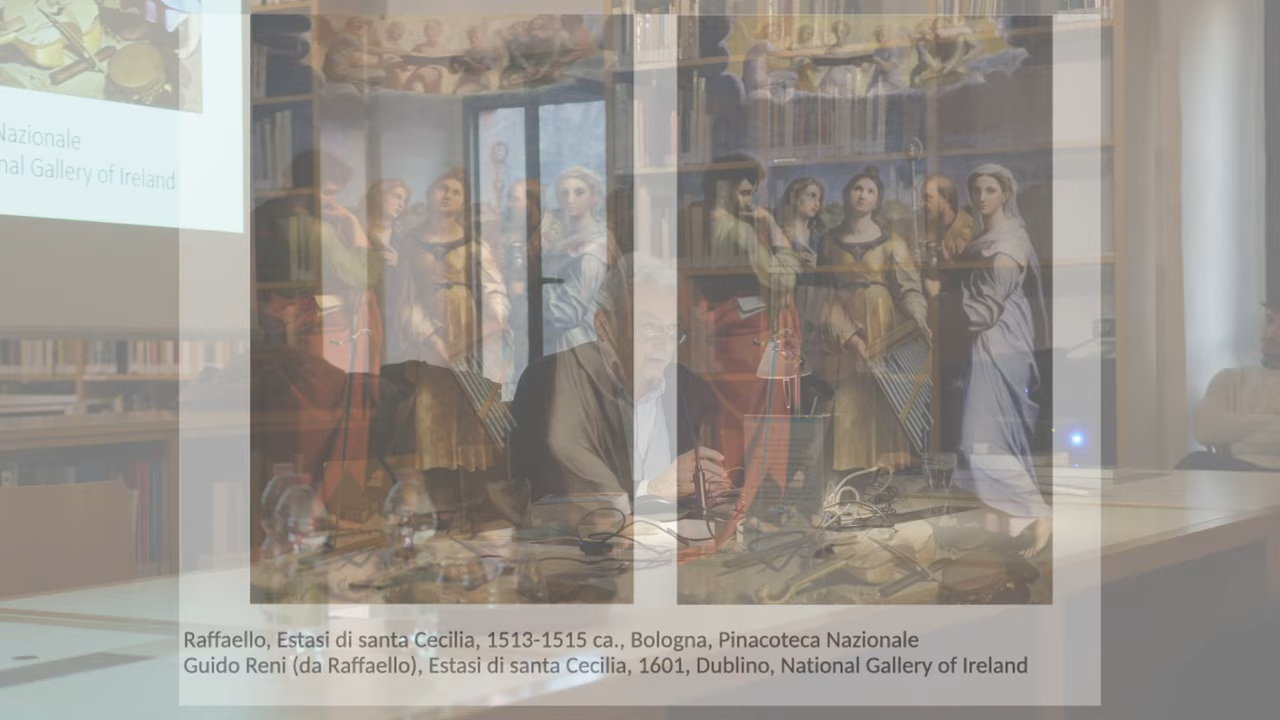 Nazionale
nal Gallery of Ireland
Raffaello, Estasi di santa Cecilia, 1513-1515 ca., Bologna, Pinacoteca Nazionale
Guido Reni (da Raffaello), Estasi di santa Cecilia, 1601, Dublino, National Gallery of Ireland